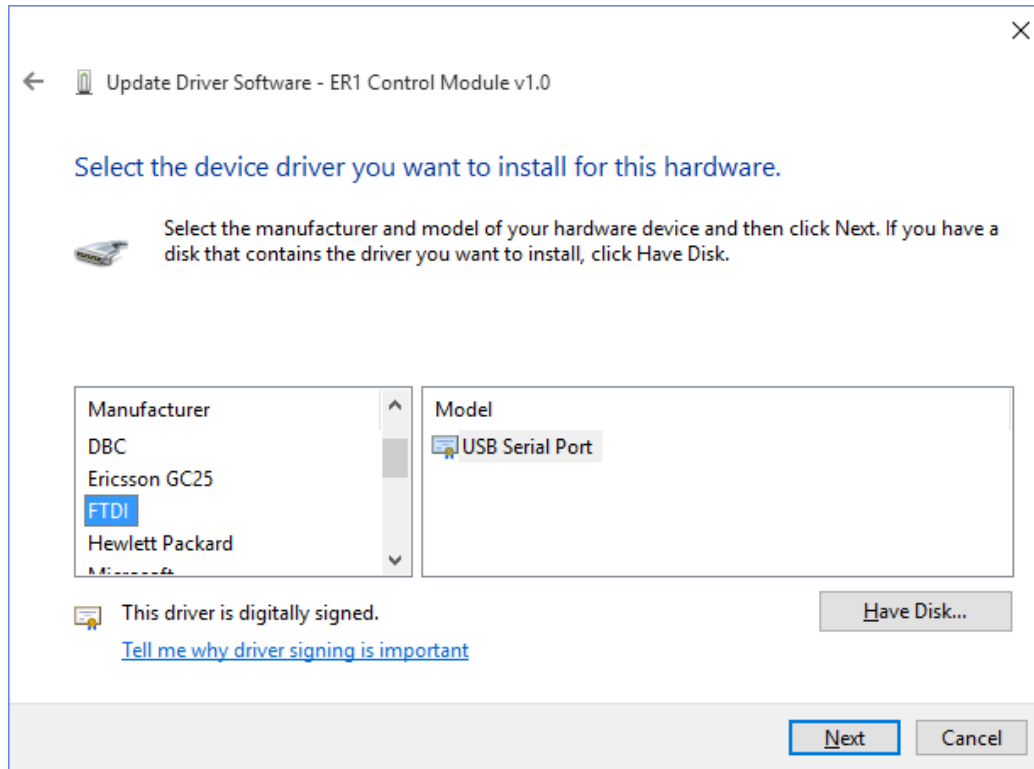 Update Driver Software - ER1 Control Module v1.0
Select the device driver you want to install for this hardware.
Select the manufacturer and model of your hardware device and then click Next. If you have a
disk that contains the driver you want to install, click Have Disk.
Manufacturer
DBC
Ericsson GC25
FTDI
Hewlett Packard
Microsoft
Model
USB Serial Port
This driver is digitally signed.
Tell me why driver signing is important
Have Disk...
Next
Cancel